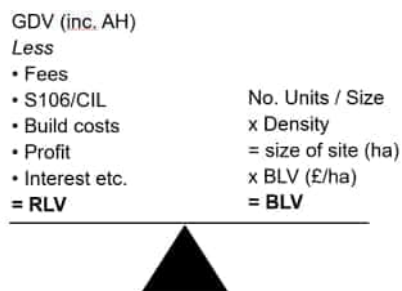 GDV (inc. AH)
Less
• Fees
• S106/CIL
• Build costs
• Profit
• Interest etc.
= RLV
No. Units / Size
x Density
= size of site (ha)
x BLV (£/ha)
= BLV